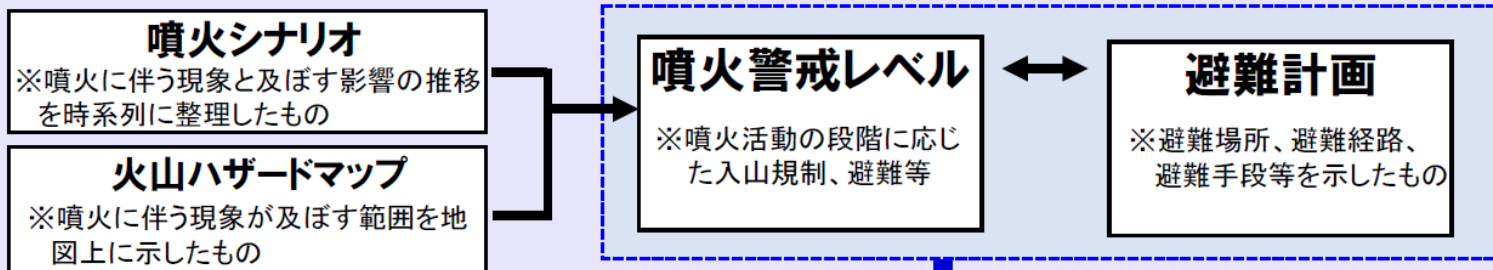 噴火シナリオ
※噴火に伴う現象と及ぼす影響の推移
を時系列に整理したもの
火山ハザードマップ
※噴火に伴う現象が及ぼす範囲を地
図上に示したもの
噴火警戒レベル
※噴火活動の段階に応じ
た入山規制、避難等
避難計画
※避難場所、避難経路、
避難手段等を示したもの